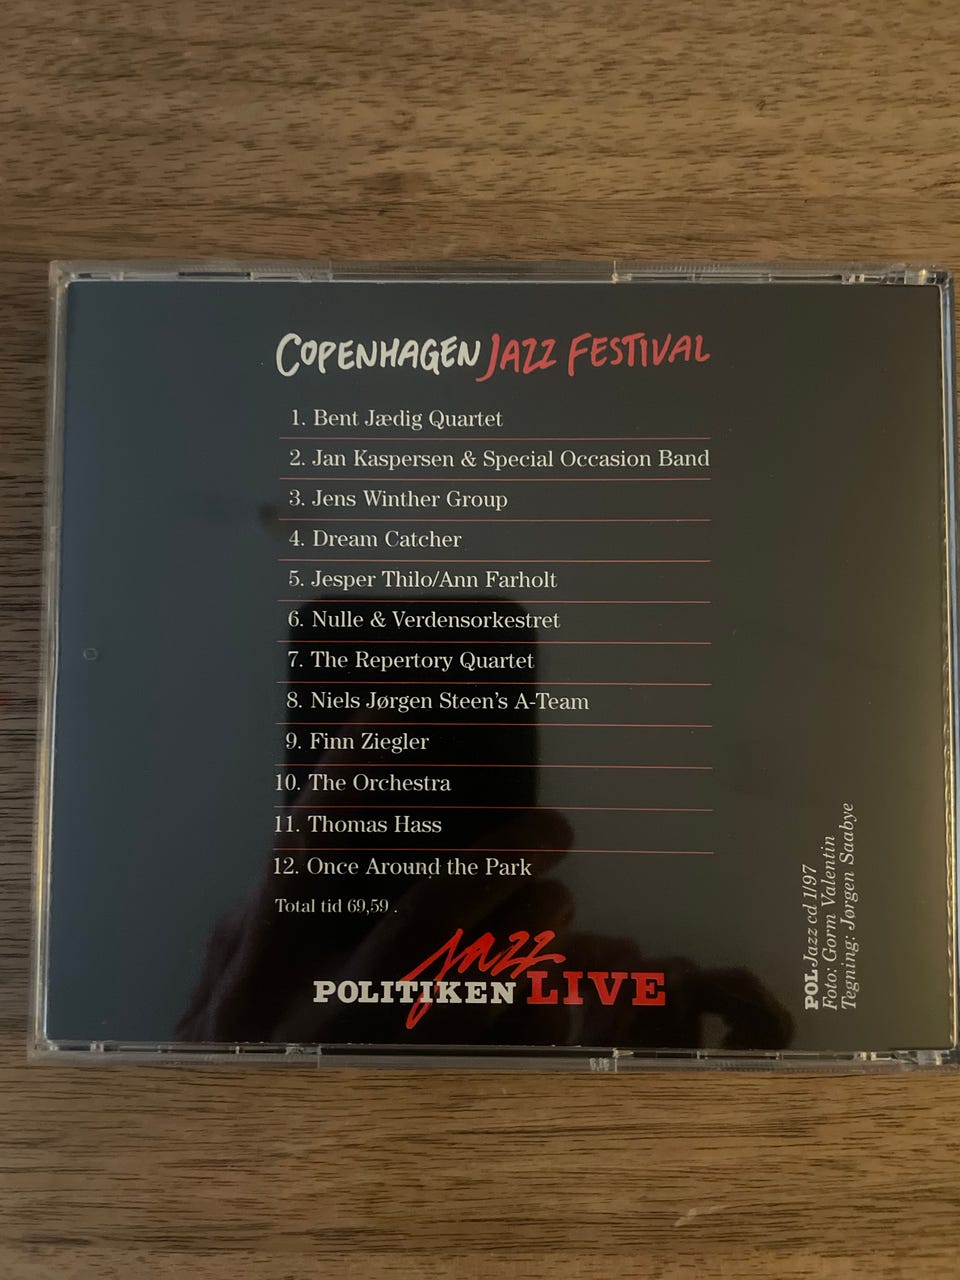 COPENHAGEN JAZZ FESTIVAL
1. Bent Jædig Quartet
2. Jan Kaspersen & Special Occasion Band
3. Jens Winther Group
4. Dream Catcher
5. Jesper Thilo/Ann Farholt
6. Nulle & Verdensorkestret
7. The Repertory Quartet
8. Niels Jørgen Steen's A-Team
9. Finn Ziegler
10. The Orchestra
11. Thomas Hass
12. Once Around the Park
Total tid 69,59 .
Jazz
POLITIKEN LIVE
POLJazz cd 1/97
Foto: Gorm Valentin
Tegning: Jørgen Saabye